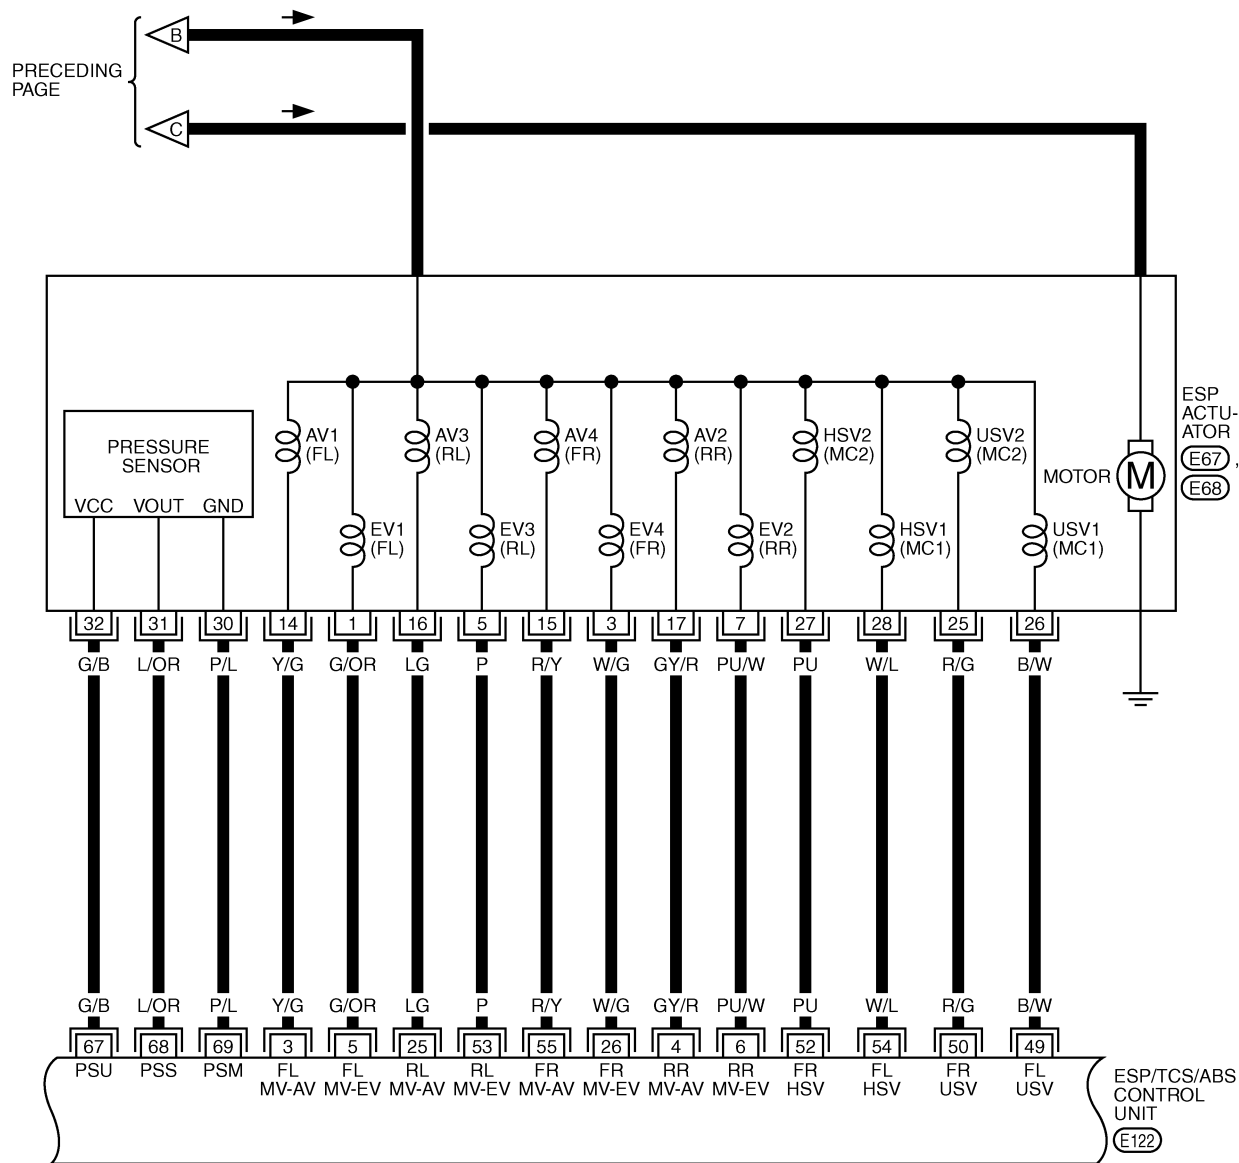 B
PRECEDING
PAGE
C
ESP
ACTU-
ATOR
E67 ,
E68
PRESSURE
SENSOR
VCC VOUT GND
AV1
(FL)
AV3
(RL)
AV4
(FR)
AV2
(RR)
HSV2
(MC2)
USV2
(MC2)
MOTOR M
EV1
(FL)
EV3
(RL)
EV4
(FR)
EV2
(RR)
HSV1
(MC1)
USV1
(MC1)
32 31 30 14 1 16 5 15 3 17 7 27 28 25 26
G/B L/OR P/L Y/G G/OR LG P R/Y W/G GY/R PU/W PU W/L R/G B/W
G/B L/OR P/L Y/G G/OR LG P R/Y W/G GY/R PU/W PU W/L R/G B/W
67 68 69 3 5 25 53 55 26 4 6 52 54 50 49
PSU PSS PSM FL FL RL RL FR FR RR RR FR FL FR FL
MV-AV MV-EV MV-AV MV-EV MV-AV MV-EV MV-AV MV-EV HSV HSV USV USV
ESP/TCS/ABS
CONTROL
UNIT
E122